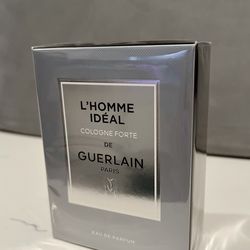 L'HOMME
IDÉAL
COLOGNE FORTE
DE
GUERLAIN
PARIS
EAU DE PARFUM